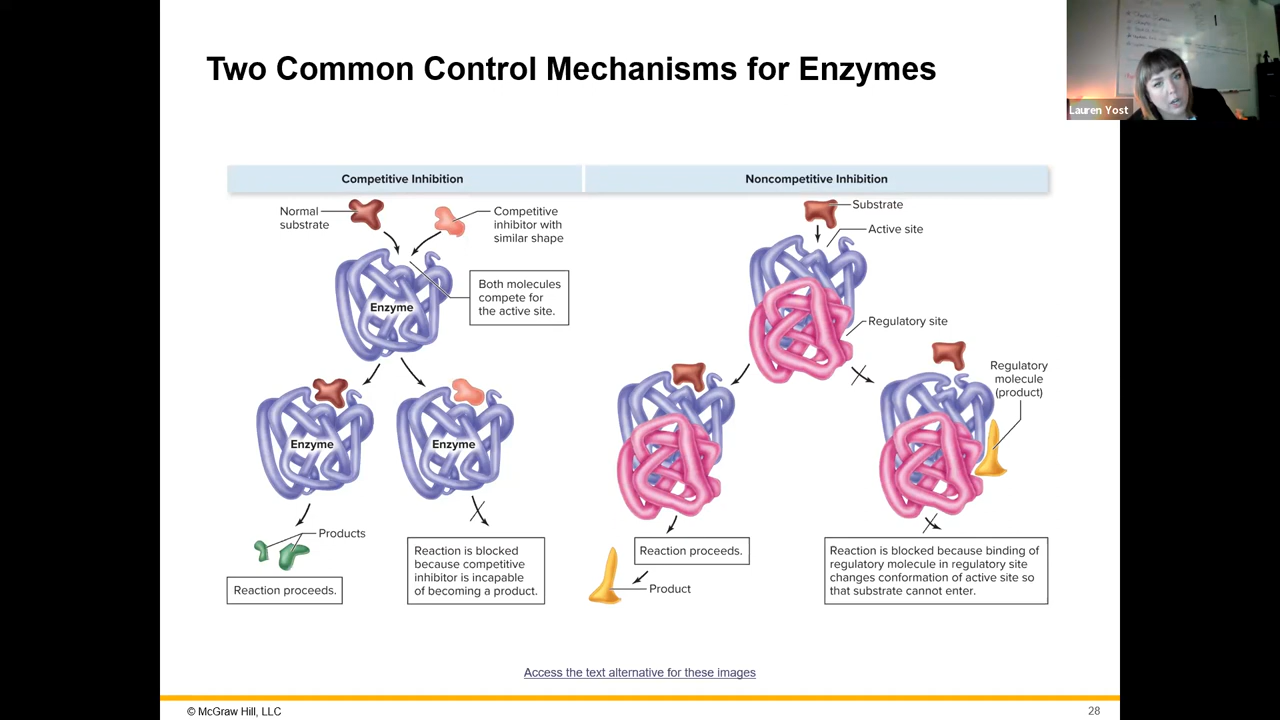 Two Common Control Mechanisms for Enzymes
Lauren Yost
Competitive Inhibition
Normal
substrate
Competitive
inhibitor with
similar shape
Both molecules
compete for
the active site.
Enzyme
Enzyme
Enzyme
Products
Reaction proceeds.
Reaction is blocked
because competitive
inhibitor is incapable
of becoming a product.
Noncompetitive Inhibition
Substrate
Active site
Regulatory site
Regulatory
molecule
(product)
Reaction proceeds.
Product
Reaction is blocked because binding of
regulatory molecule in regulatory site
changes conformation of active site so
that substrate cannot enter.
Access the text alternative for these images
© McGraw Hill, LLC
28